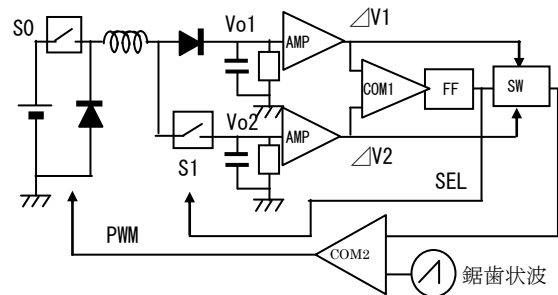 S0
Vo1
AMP
⊿V1
COM1
FF
SW
S1
Vo2
AMP
⊿V2
SEL
PWM
COM2
鋸歯状波